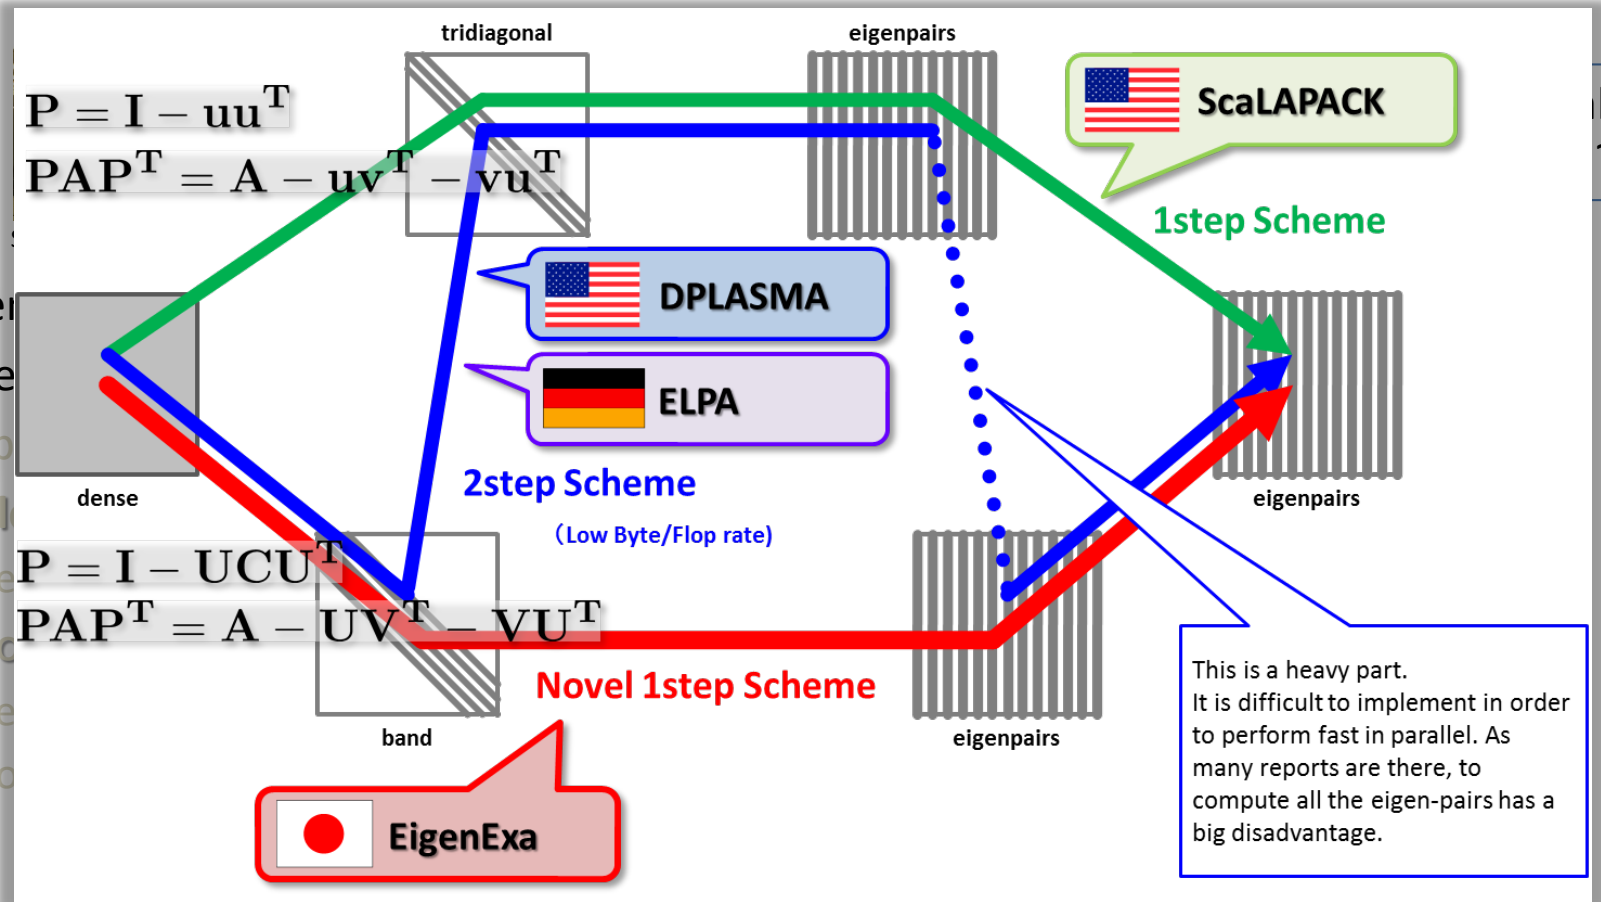 tridiagonal
eigenpairs
P = I − uu^T
PAP^T = A − uv^T − vu^T
ScaLAPACK
1step Scheme
DPLASMA
ELPA
2step Scheme
（Low Byte/Flop rate)
dense
eigenpairs
P = I − UCU^T
PAP^T = A − UV^T − VU^T
Novel 1step Scheme
band
eigenpairs
EigenExa
This is a heavy part.
It is difficult to implement in order
to perform fast in parallel. As
many reports are there, to
compute all the eigen-pairs has a
big disadvantage.